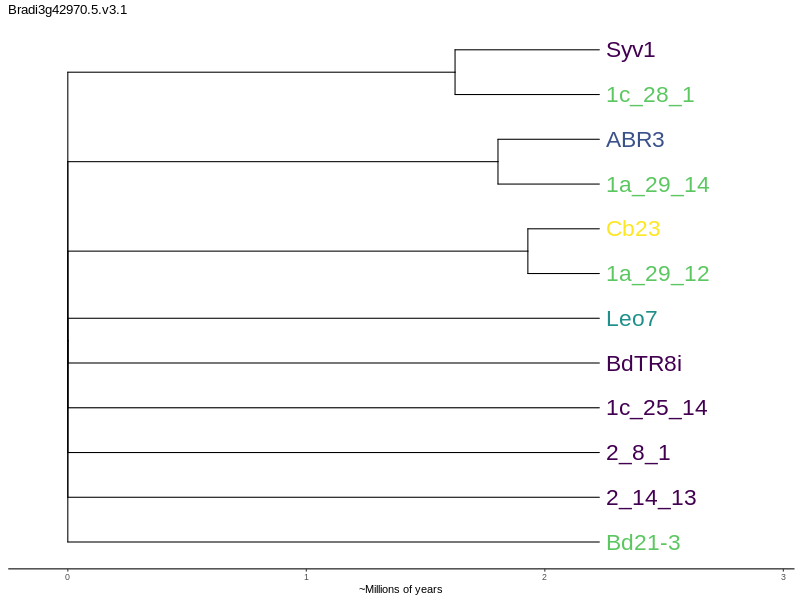 Bradi3g42970.5.v3.1
Syv1
1c_28_1
ABR3
1a_29_14
Cb23
1a_29_12
Leo7
BdTR8i
1c_25_14
2_8_1
2_14_13
Bd21-3
0 1 2 3
~Millions of years